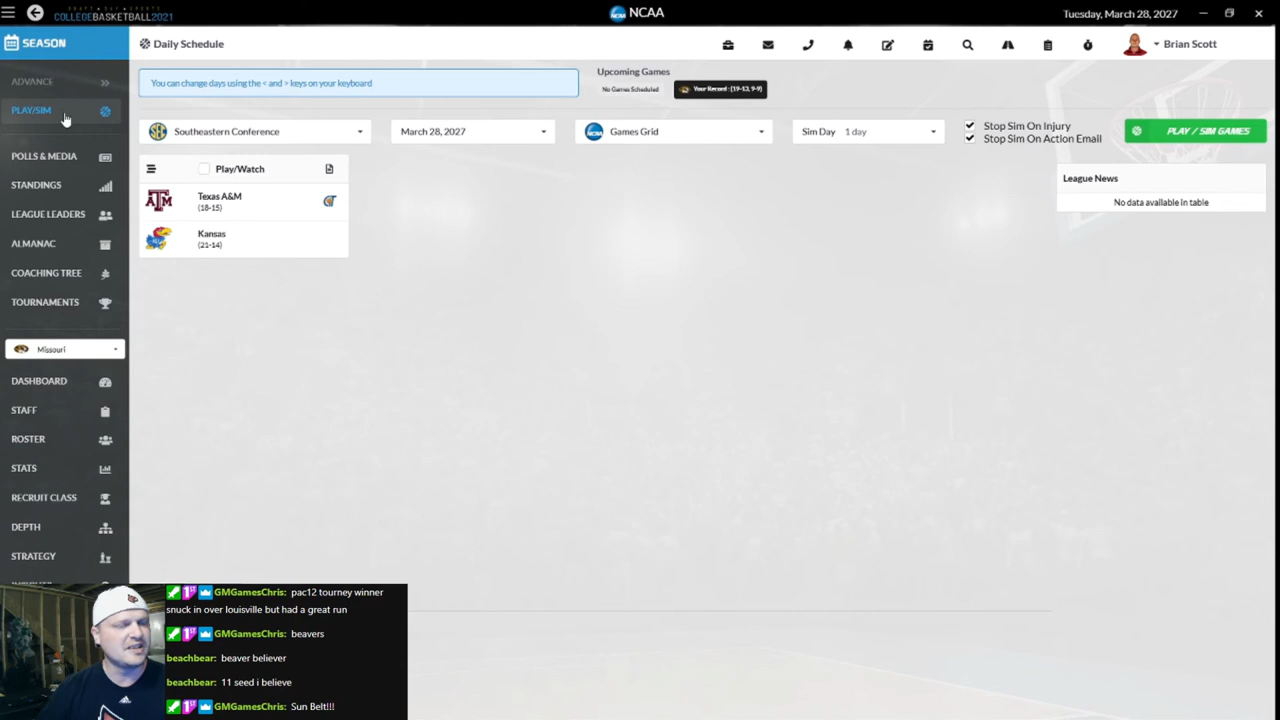 DRAFT DAY SPORTS
COLLEGEBASKETBALL2021
NCAA
Tuesday, March 28, 2027
SEASON
Daily Schedule
Brian Scott
ADVANCE
PLAY/SIM
POLLS & MEDIA
STANDINGS
LEAGUE LEADERS
ALMANAC
COACHING TREE
TOURNAMENTS
Missouri
DASHBOARD
STAFF
ROSTER
STATS
RECRUIT CLASS
DEPTH
STRATEGY
You can change days using the < and > keys on your keyboard
Upcoming Games
No Games Scheduled
Your Record : (19-13, 9-9)
Southeastern Conference
March 28, 2027
Games Grid
Sim Day 1 day
Stop Sim On Injury
Stop Sim On Action Email
PLAY / SIM GAMES
Play/Watch
Texas A&M
(18-15)
Kansas
(21-14)
League News
No data available in table
GMGamesChris: pac12 tourney winner
snuck in over louisville but had a great run
GMGamesChris: beavers
beachbear: beaver believer
beachbear: 11 seed i believe
GMGamesChris: Sun Belt!!!